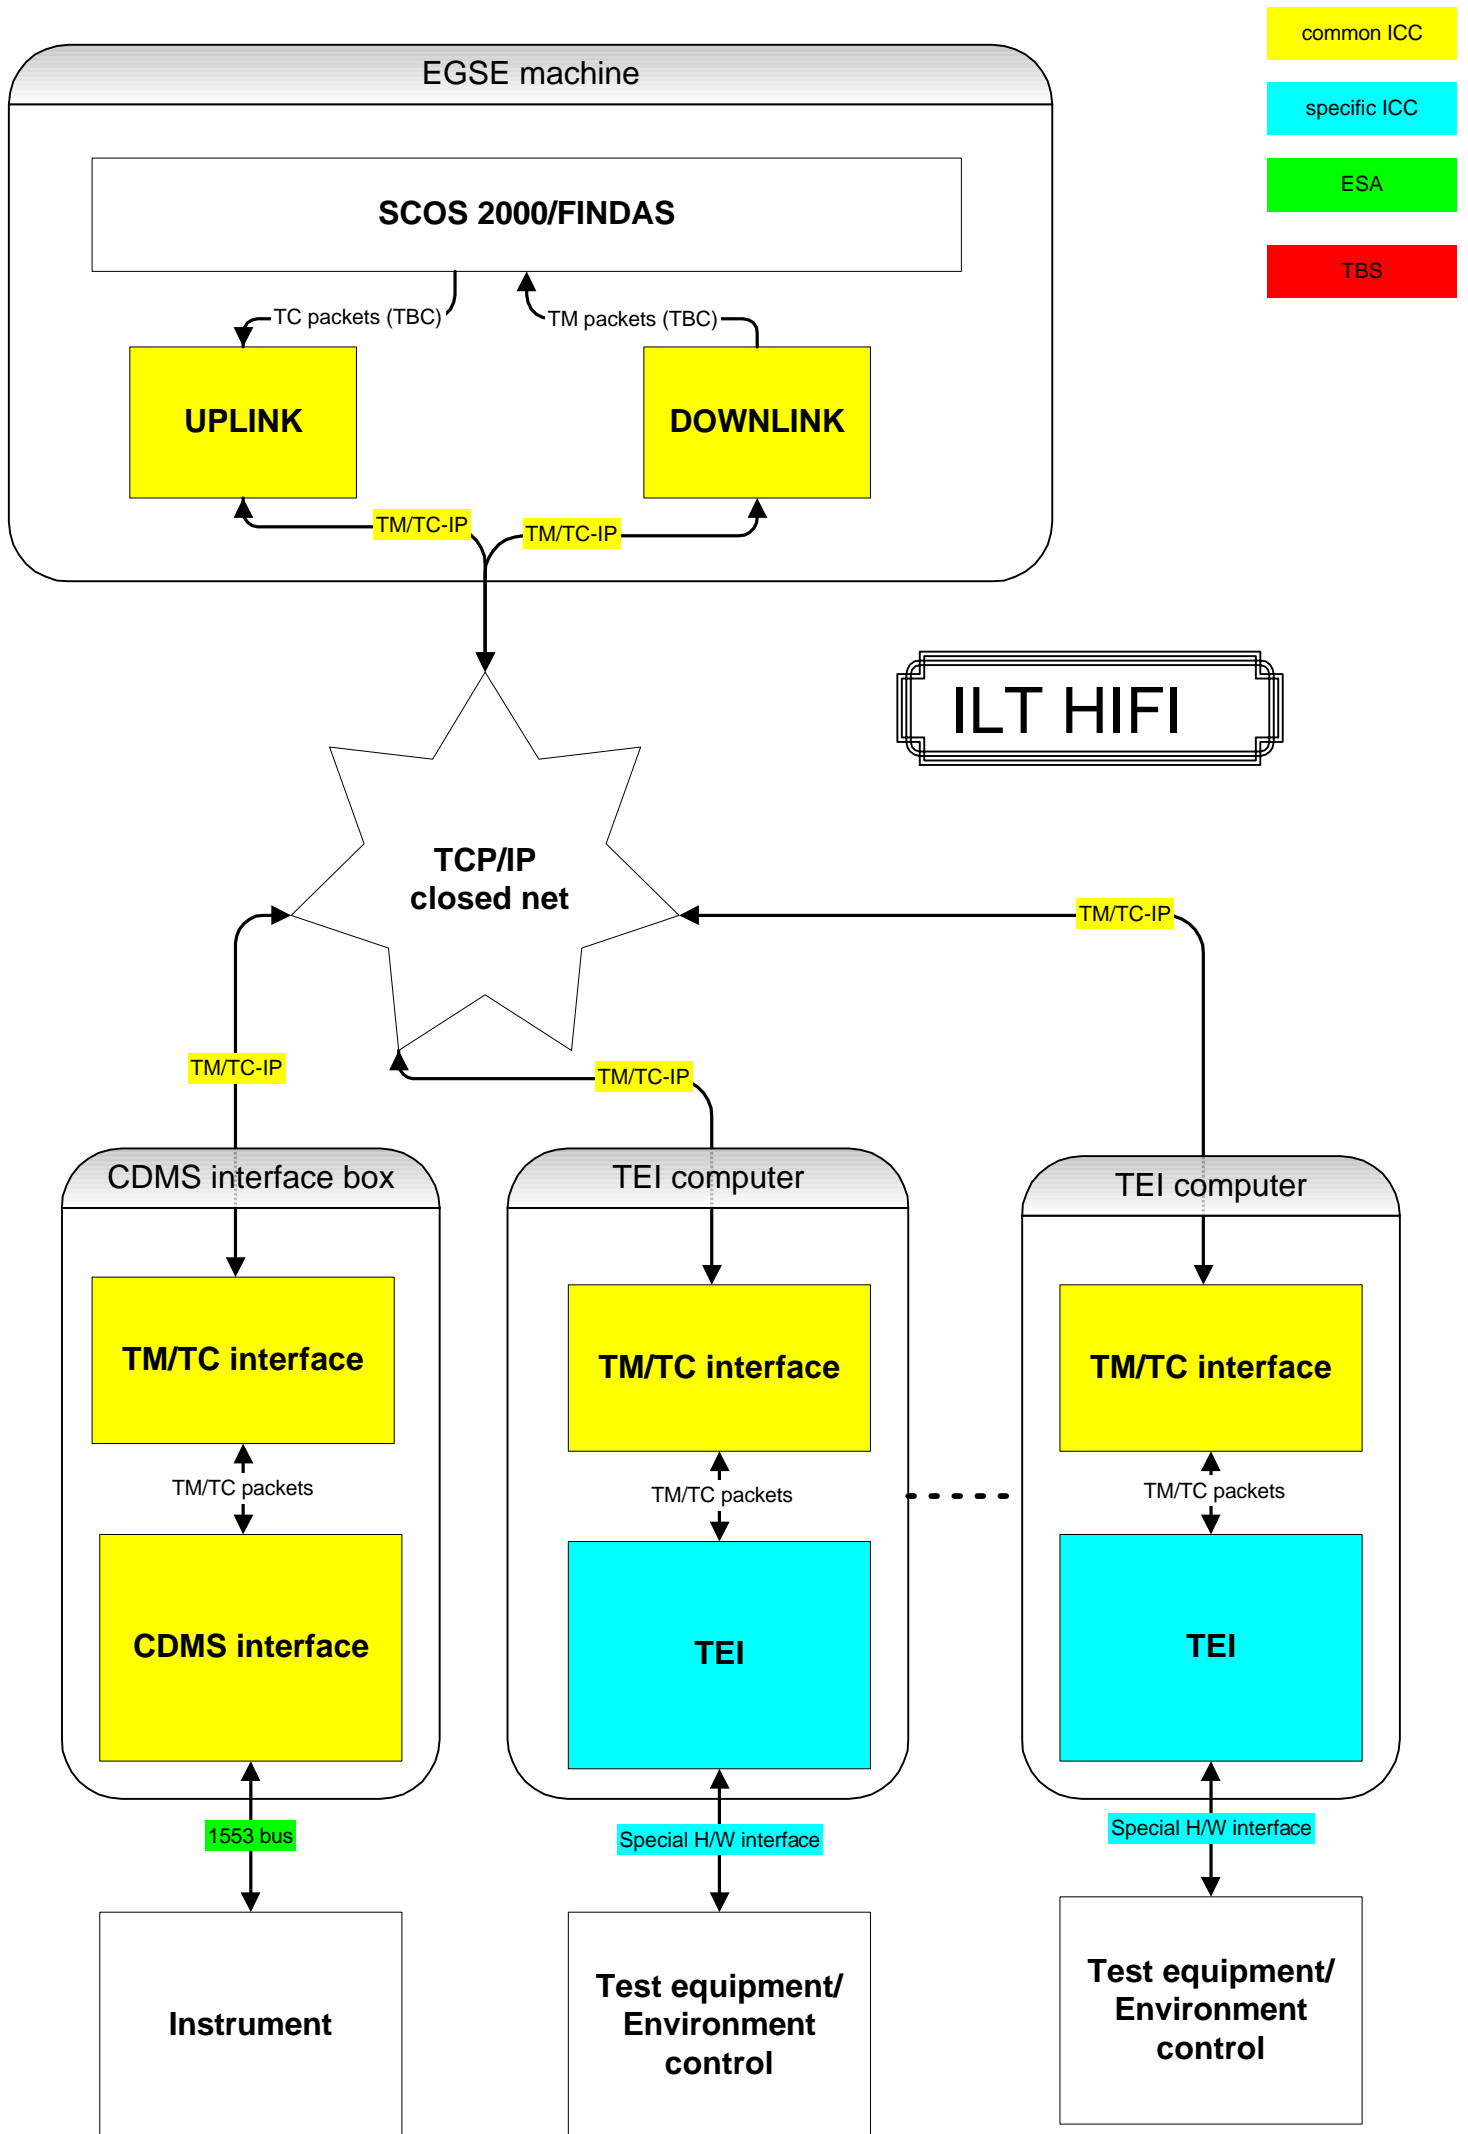 common ICC
EGSE machine
specific ICC
ESA
SCOS 2000/FINDAS
TBS
TC packets (TBC)
TM packets (TBC)
UPLINK
DOWNLINK
TM/TC-IP
TM/TC-IP
ILT HIFI
TCP/IP
closed net
TM/TC-IP
TM/TC-IP
TM/TC-IP
CDMS interface box
TEI computer
TEI computer
TM/TC interface
TM/TC interface
TM/TC interface
TM/TC packets
TM/TC packets
TM/TC packets
CDMS interface
TEI
TEI
1553 bus
Special H/W interface
Special H/W interface
Instrument
Test equipment/
Environment
control
Test equipment/
Environment
control